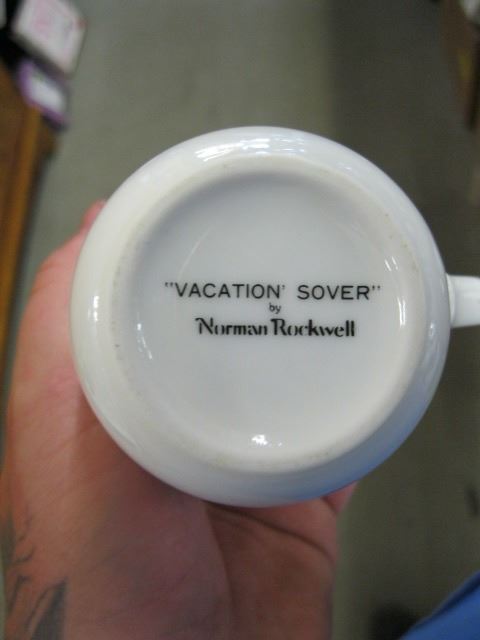 "VACATION' SOVER"
by
Norman Rockwell